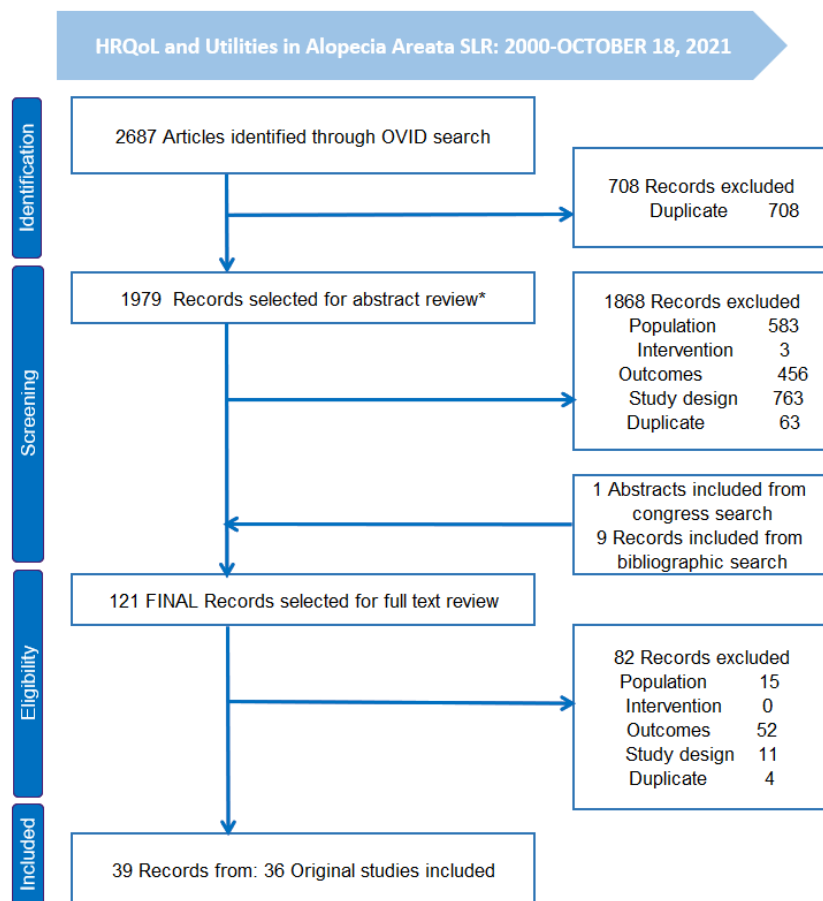 HRQoL and Utilities in Alopecia Areata SLR: 2000-OCTOBER 18, 2021
Identification
2687 Articles identified through OVID search
708 Records excluded
Duplicate 708
Screening
1979 Records selected for abstract review*
1868 Records excluded
Population 583
Intervention 3
Outcomes 456
Study design 763
Duplicate 63
1 Abstracts included from
congress search
9 Records included from
bibliographic search
Eligibility
121 FINAL Records selected for full text review
82 Records excluded
Population 15
Intervention 0
Outcomes 52
Study design 11
Duplicate 4
Included
39 Records from: 36 Original studies included